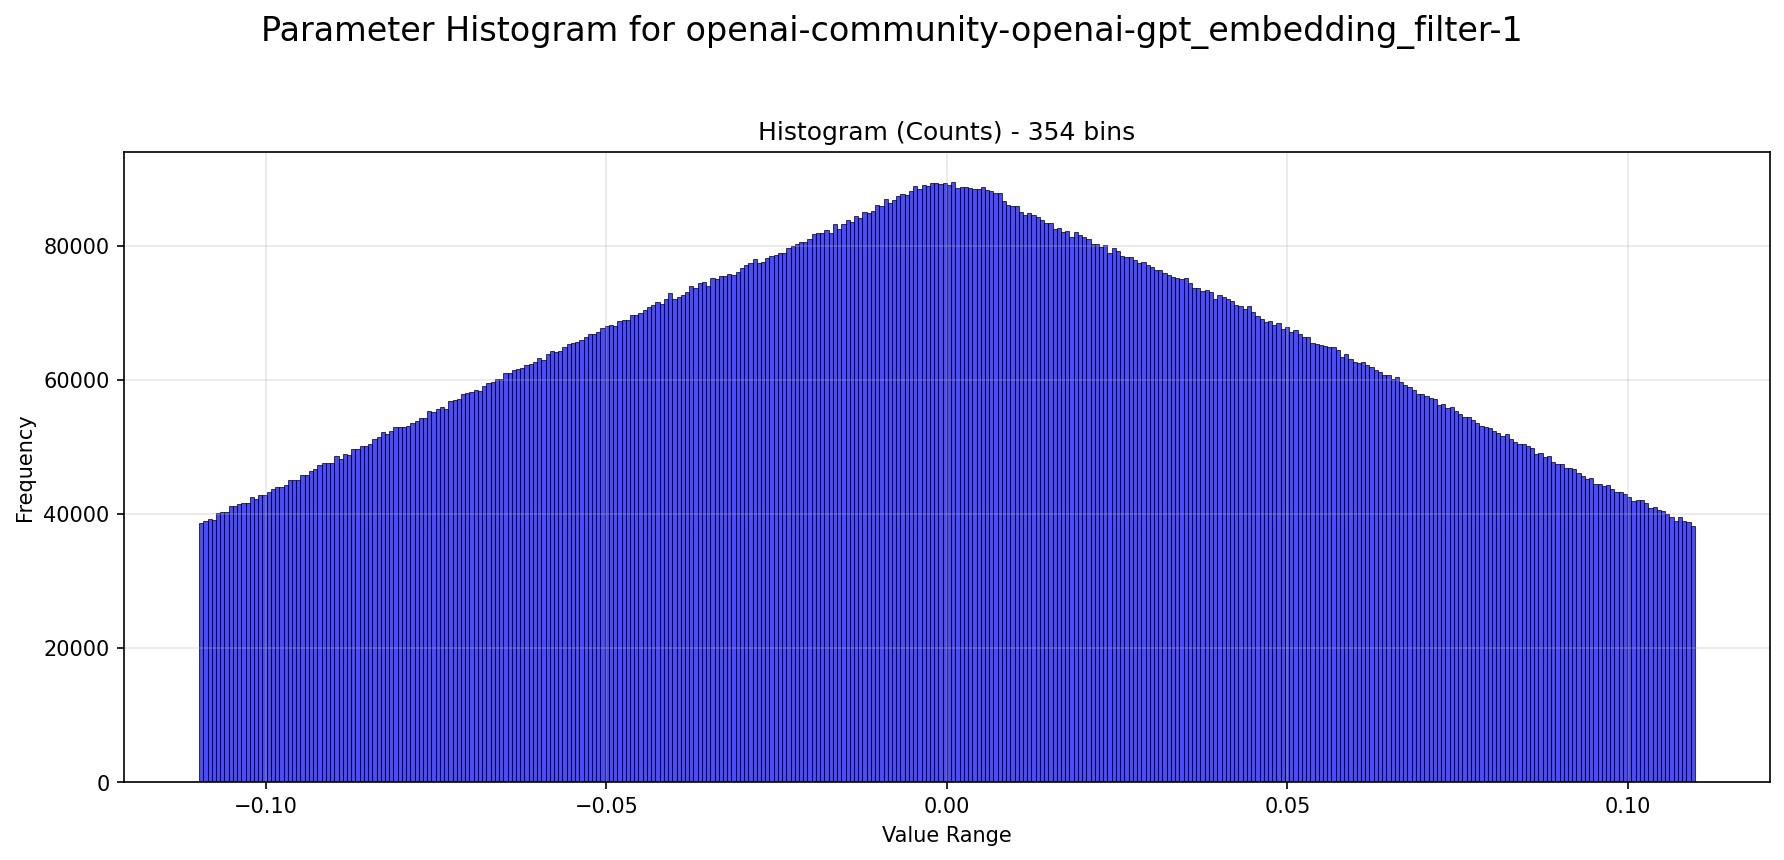 Parameter Histogram for openai-community-openai-gpt_embedding_filter-1
Histogram (Counts) - 354 bins
80000
60000
40000
20000
0
Frequency
−0.10
−0.05
0.00
0.05
0.10
Value Range